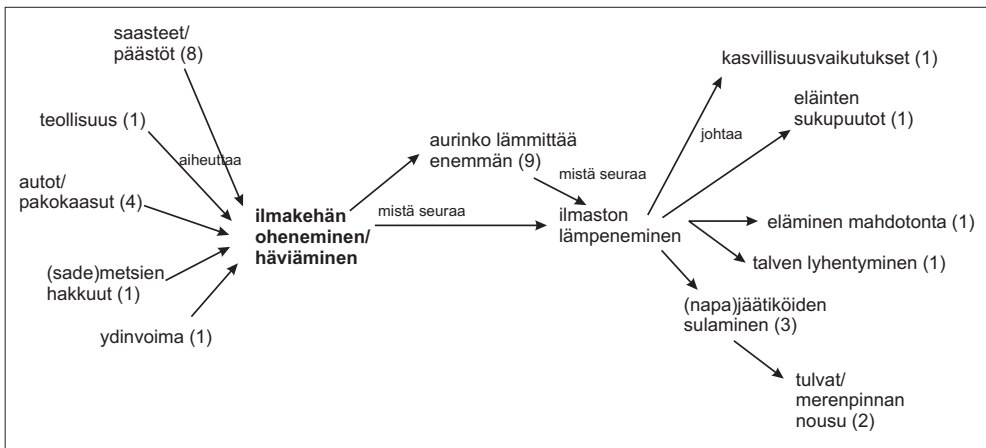 saasteet/
päästöt (8)
teollisuus (1)
aiheuttaa
autot/
pakokaasut (4)
(sade)metsien
hakkuut (1)
ydinvoima (1)
ilmakehän
oheneminen/
häviäminen
aurinko lämmittää
enemmän (9)
mistä seuraa
mistä seuraa
ilmaston
lämpeneminen
johtaa
kasvillisuusvaikutukset (1)
eläinten
sukupuutot (1)
eläminen mahdotonta (1)
talven lyhentyminen (1)
(napa)jäätiköiden
sulaminen (3)
tulvat/
merenpinnan
nousu (2)